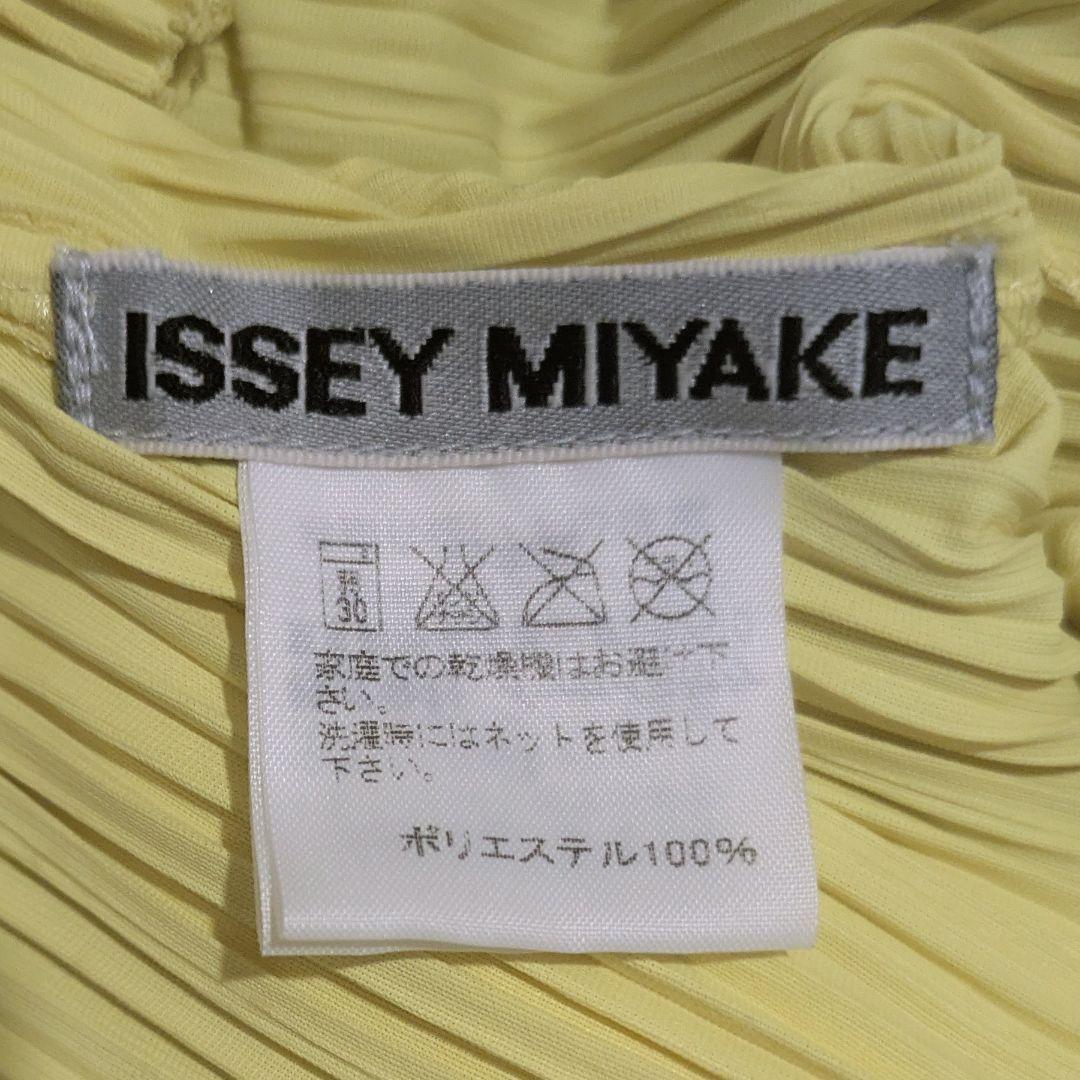 ISSEY MIYAKE
弱
30
家庭での乾燥機はお避け下
さい。
洗濯時にはネットを使用して
下さい。
ポリエステル100%